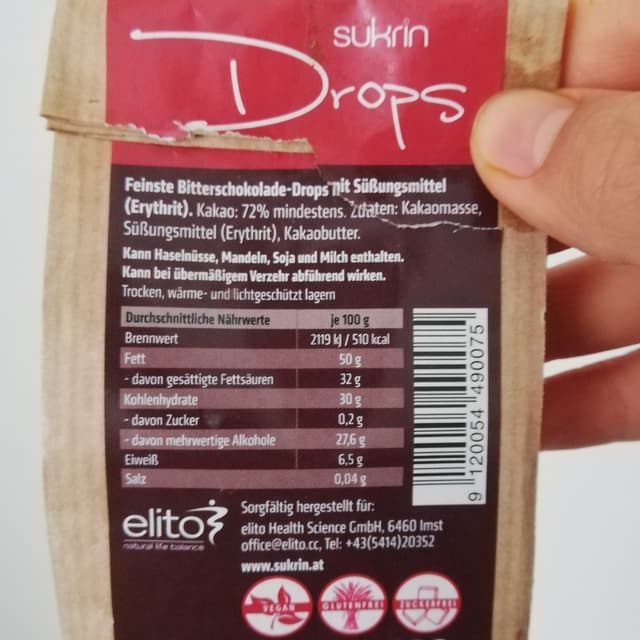 sukrin
Drops
Feinste Bitterschokolade-Drops mit Süßungsmittel
(Erythrit). Kakao: 72% mindestens. Zutaten: Kakaomasse,
Süßungsmittel (Erythrit), Kakaobutter.
Kann Haselnüsse, Mandeln, Soja und Milch enthalten.
Kann bei übermäßigem Verzehr abführend wirken.
Trocken, wärme- und lichtgeschützt lagern
Durchschnittliche Nährwerte je 100 g
Brennwert 2119 kJ / 510 kcal
Fett 50 g
- davon gesättigte Fettsäuren 32 g
Kohlenhydrate 30 g
- davon Zucker 0,2 g
- davon mehrwertige Alkohole 27,6 g
Eiweiß 6,5 g
Salz 0,04 g
9 120054 490075
elito
natural life balance
Sorgfältig hergestellt für:
elito Health Science GmbH, 6460 Imst
office@elito.cc, Tel: +43(5414)20352
www.sukrin.at
VEGAN
GLUTENFREI
ZUCKERFREI